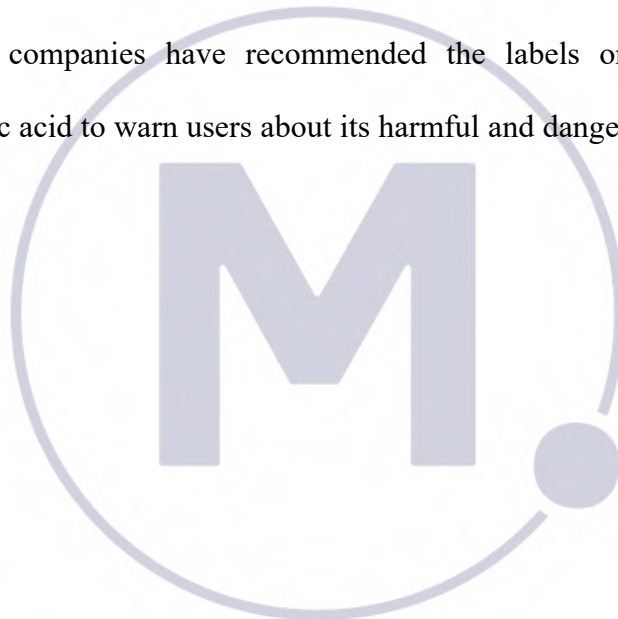 companies have recommended the labels
acid to warn users about its harmful and
M